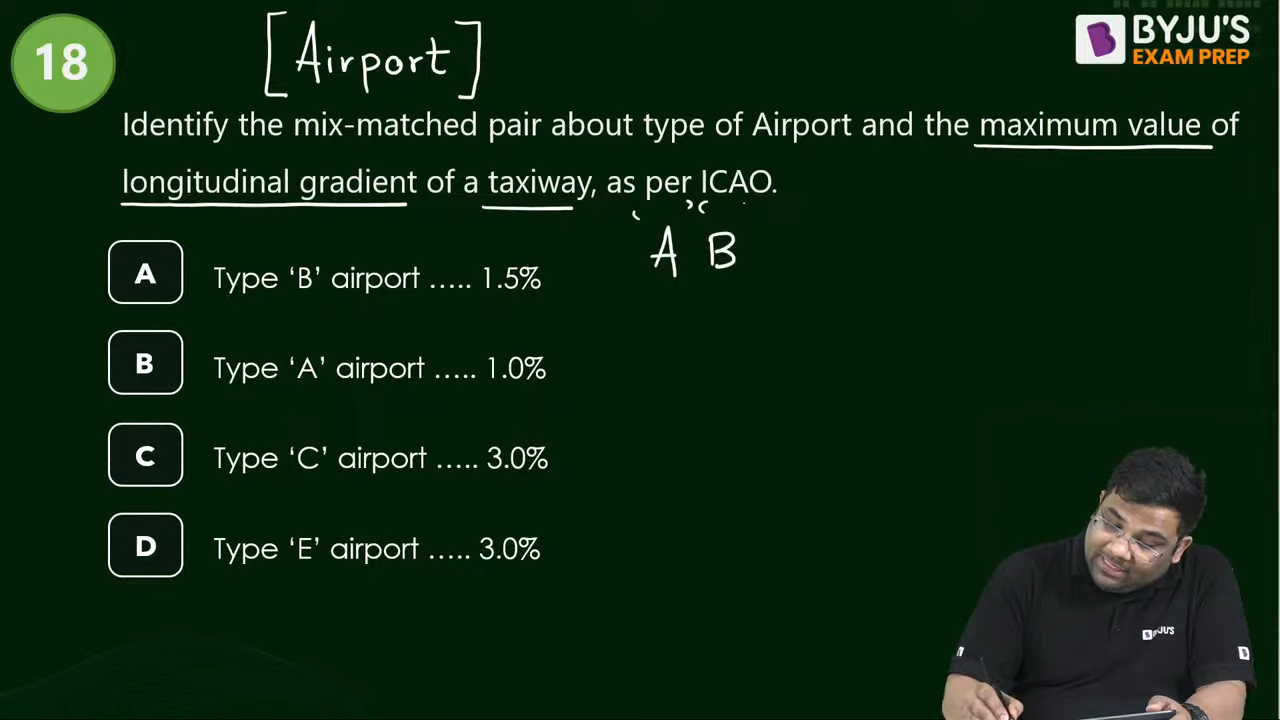 18
[Airport]
BYJU'S
EXAM PREP
Identify the mix-matched pair about type of Airport and the maximum value of
longitudinal gradient of a taxiway, as per ICAO.
‘A’ ‘B
A Type ‘B’ airport ..... 1.5%
B Type ‘A’ airport ..... 1.0%
C Type ‘C’ airport ..... 3.0%
D Type ‘E’ airport ..... 3.0%
BYJU'S